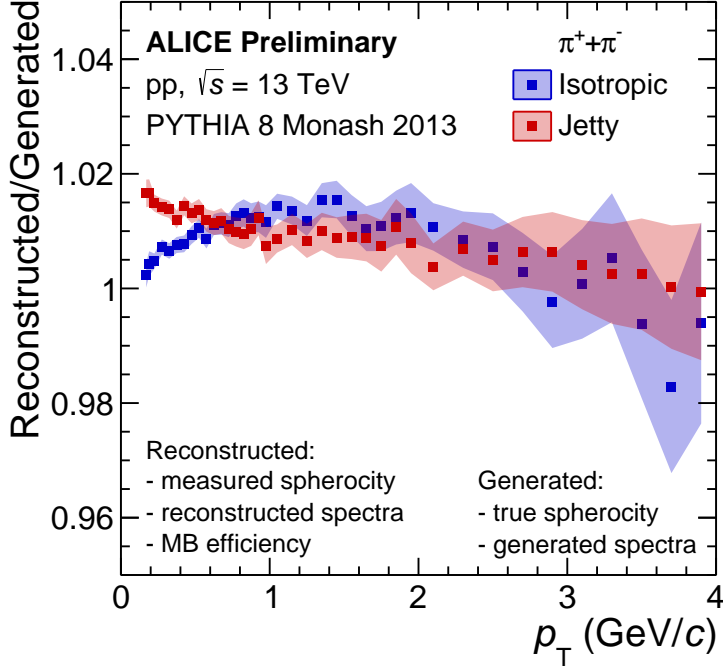 Reconstructed/Generated
1.04
1.02
1
0.98
0.96
ALICE Preliminary
pp, √s = 13 TeV
PYTHIA 8 Monash 2013
π⁺+π⁻
Isotropic
Jetty
Reconstructed:
- measured spherocity
- reconstructed spectra
- MB efficiency
Generated:
- true spherocity
- generated spectra
0 1 2 3 4
p_T (GeV/c)